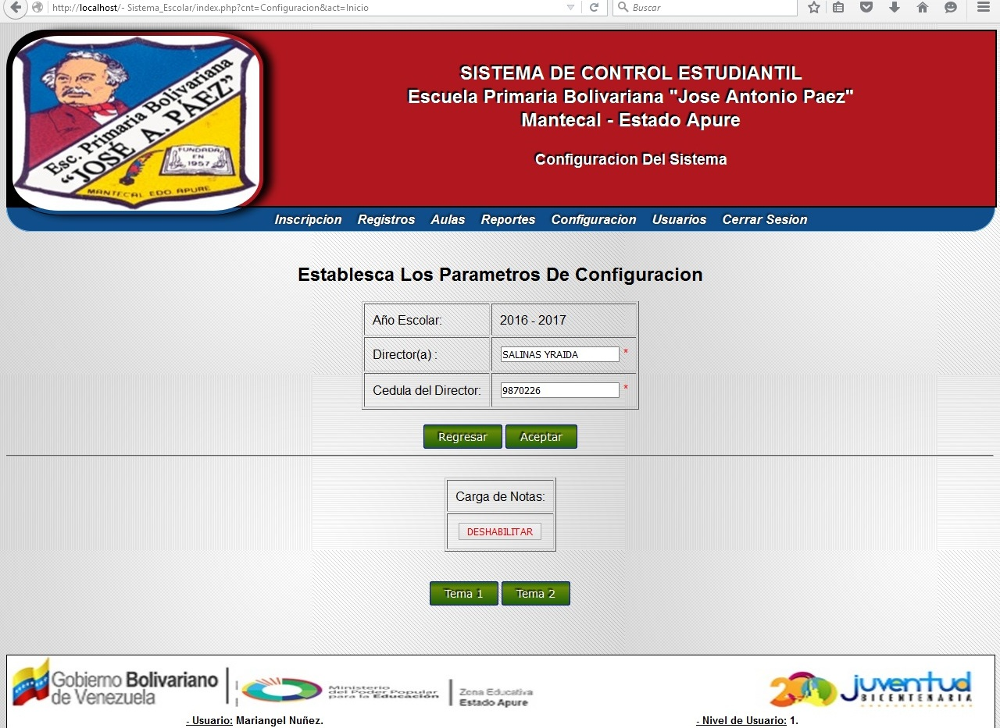 http://localhost/- Sistema_Escolar/index.php?cnt=Configuracion&act=Inicio
Buscar
Esc. Primaria Bolivariana
"JOSÉ A. PÁEZ"
FUNDADA
EN
1957
MANTECAL EDO. APURE
SISTEMA DE CONTROL ESTUDIANTIL
Escuela Primaria Bolivariana "Jose Antonio Paez"
Mantecal - Estado Apure
Configuracion Del Sistema
Inscripcion Registros Aulas Reportes Configuracion Usuarios Cerrar Sesion
Establesca Los Parametros De Configuracion
Año Escolar: 2016 - 2017
Director(a) : SALINAS YRAIDA *
Cedula del Director: 9870226 *
Regresar Aceptar
Carga de Notas:
DESHABILITAR
Tema 1 Tema 2
Gobierno Bolivariano
de Venezuela
Ministerio
del Poder Popular
para la Educación
Zona Educativa
Estado Apure
200 juventud
BICENTENARIA
- Usuario: Mariangel Nuñez.
- Nivel de Usuario: 1.